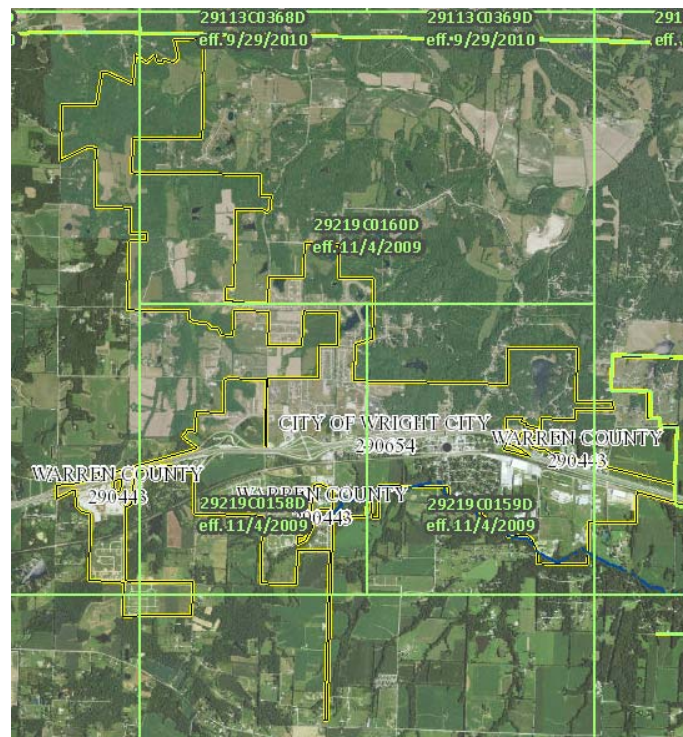 29113C0368D
eff. 9/29/2010
29113C0369D
eff. 9/29/2010
291
eff.
29219C0160D
eff. 11/4/2009
CITY OF WRIGHT CITY
290654
WARREN COUNTY
290443
WARREN COUNTY
290443
WARREN COUNTY
290443
29219C0158D
eff. 11/4/2009
29219C0159D
eff. 11/4/2009